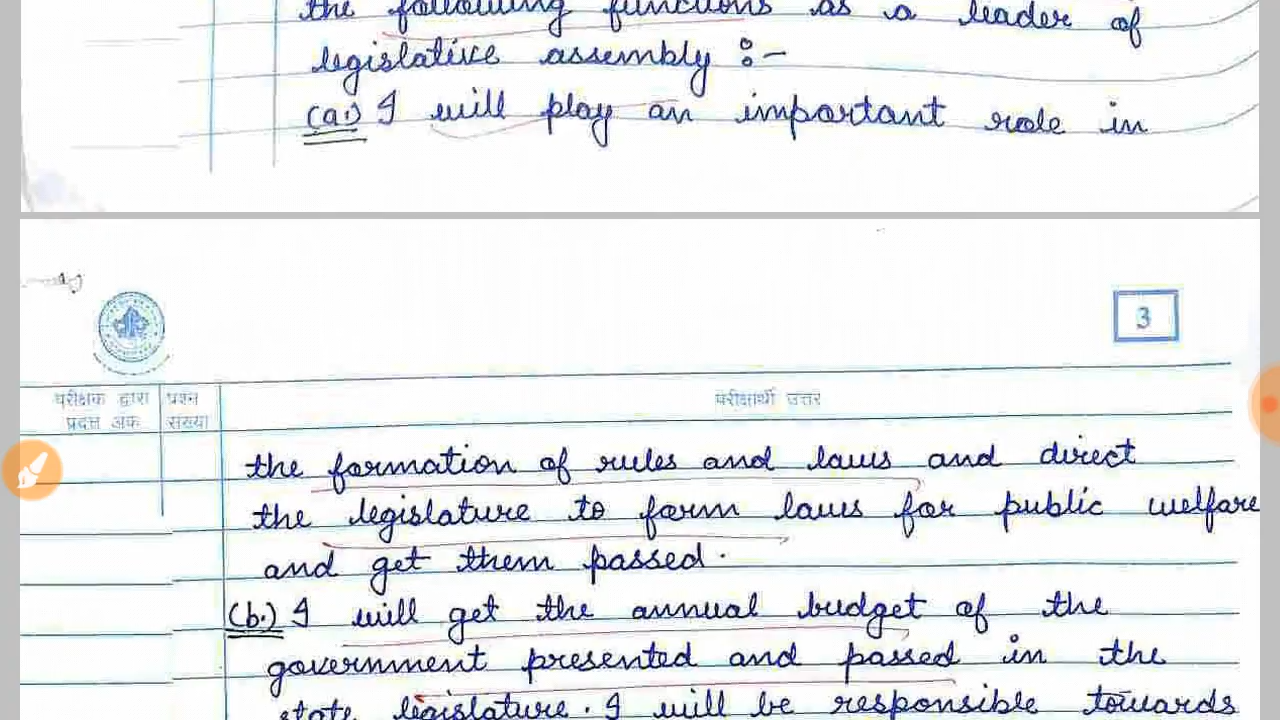 the following functions as a leader of
legislative assembly :-
(a.) I will play an important role in
3
परीक्षक द्वारा प्रदत्त अंक
प्रश्न संख्या
परीक्षार्थी उत्तर
the formation of rules and laws and direct
the legislature to form laws for public welfare
and get them passed.
(b.) I will get the annual budget of the
government presented and passed in the
state legislature. I will be responsible towards